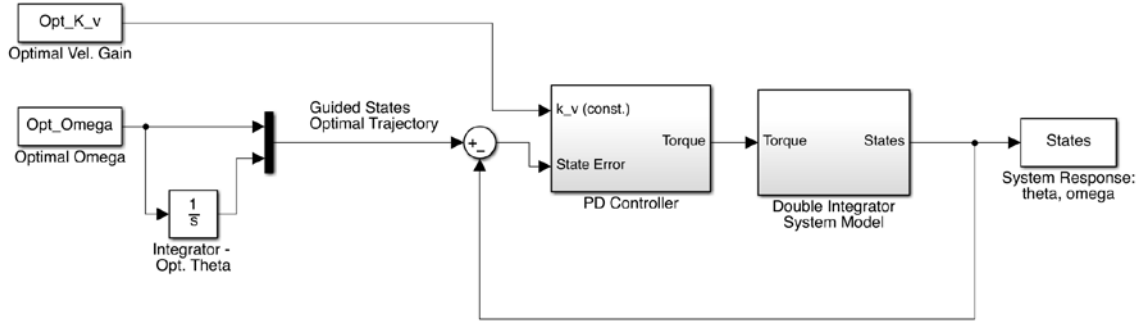 Opt_K_v
Optimal Vel. Gain
Opt_Omega
Optimal Omega
1
s
Integrator -
Opt. Theta
Guided States
Optimal Trajectory
+
−
k_v (const.)
Torque
State Error
PD Controller
Torque
States
Double Integrator
System Model
States
System Response:
theta, omega